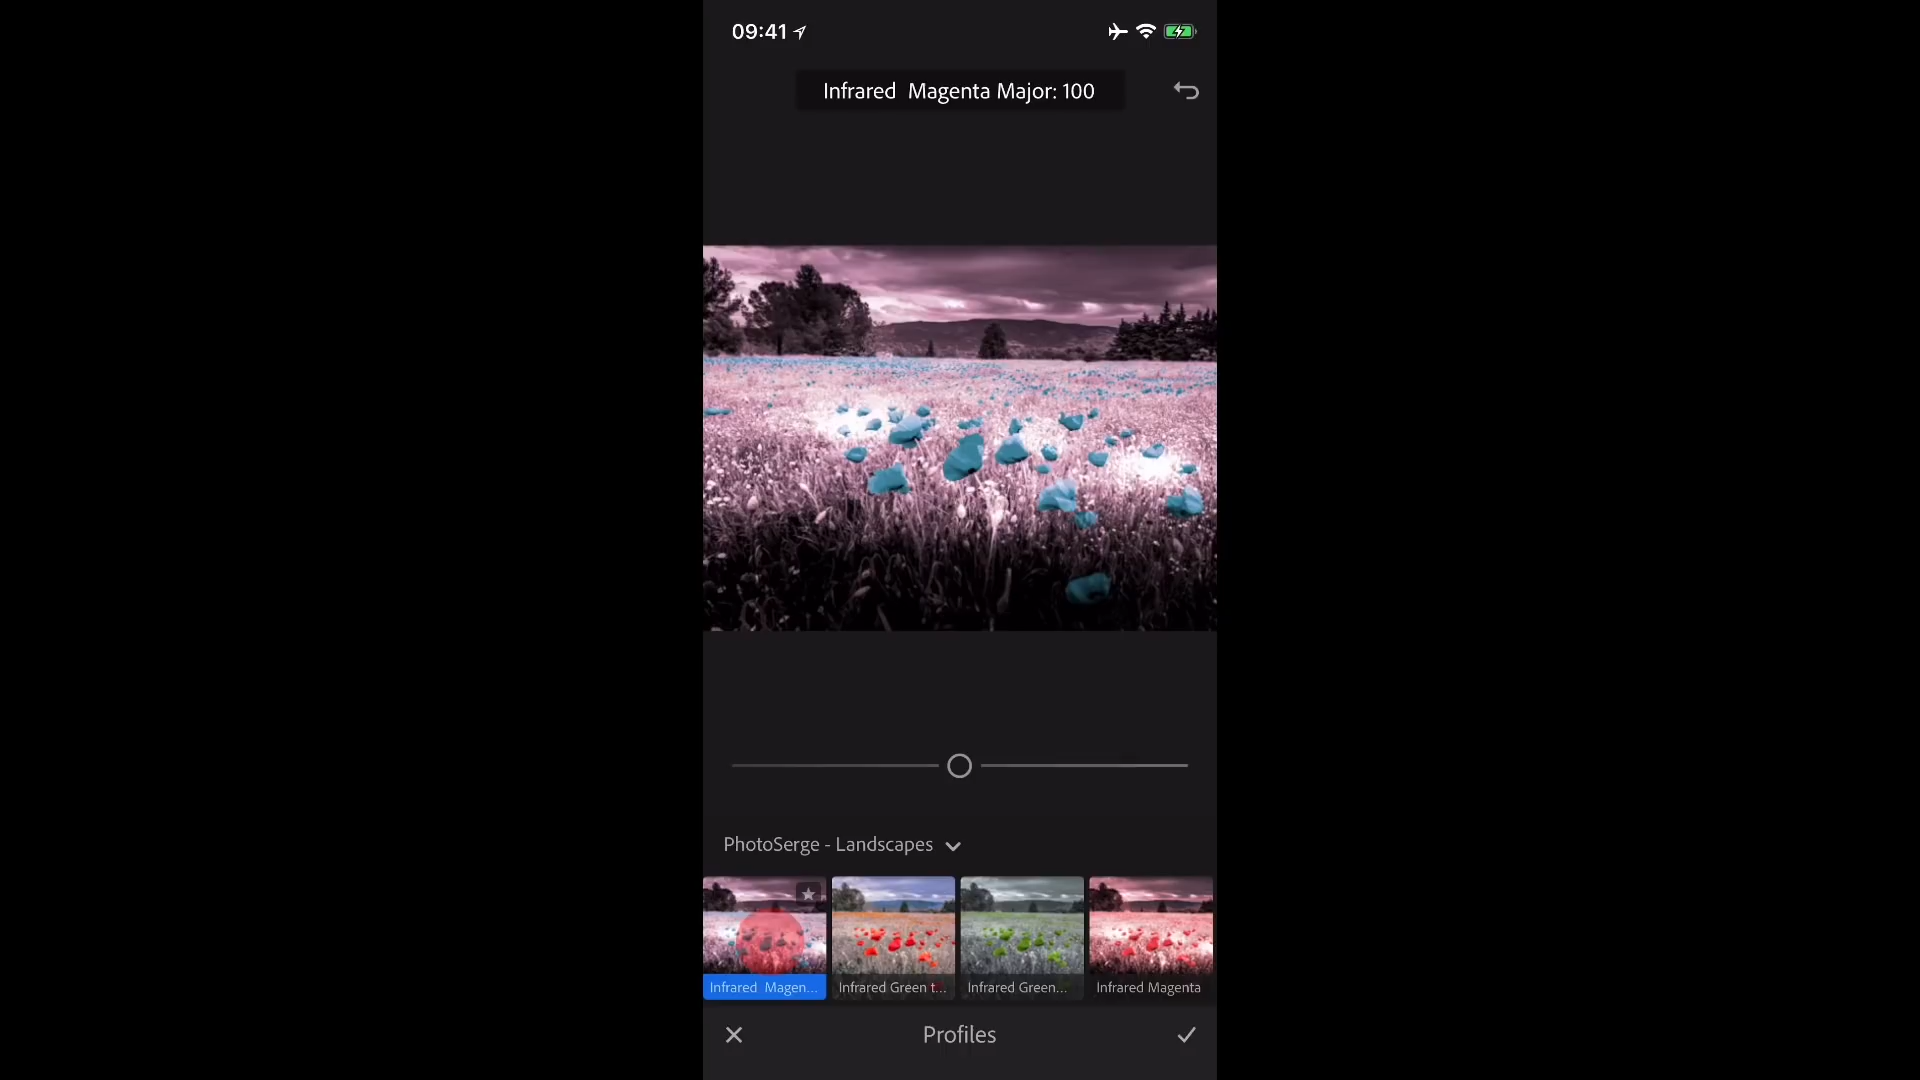 09:41
Infrared  Magenta Major: 100
PhotoSerge - Landscapes
Infrared  Magen...
Infrared Green t...
Infrared Green...
Infrared Magenta
Profiles